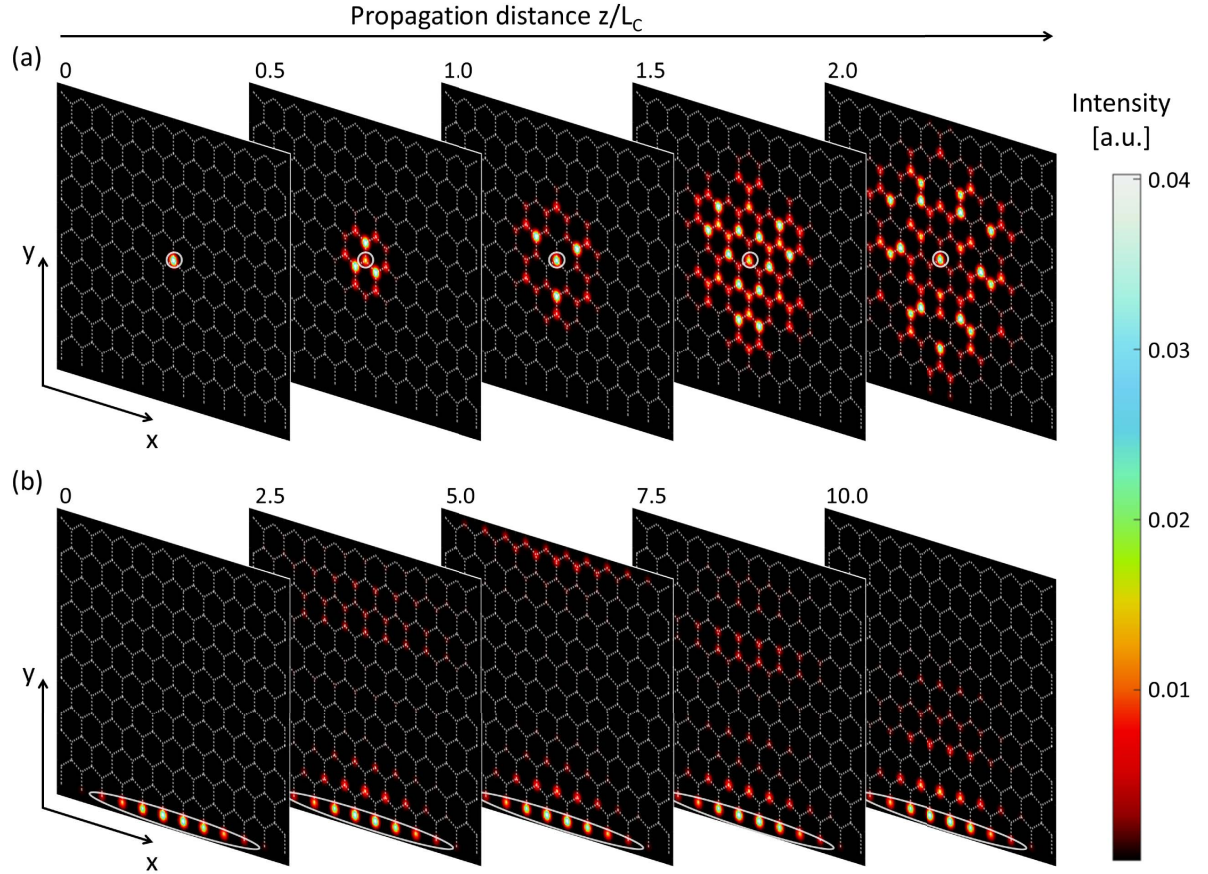 Propagation distance z/L_C
(a)
0 0.5 1.0 1.5 2.0
Intensity
[a.u.]
0.04
y
0.03
x
(b)
0 2.5 5.0 7.5 10.0
0.02
0.01
y
x